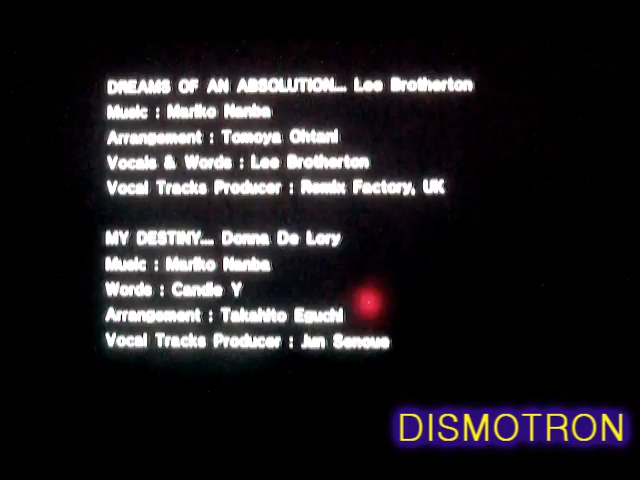 DREAMS OF AN ABSOLUTION... Lee Brotherton
Music : Mariko Nanba
Arrangement : Tomoya Ohtani
Vocals & Words : Lee Brotherton
Vocal Tracks Producer : Remix Factory, UK
MY DESTINY... Donna De Lory
Music : Mariko Nanba
Words : Candie Y
Arrangement : Takahito Eguchi
Vocal Tracks Producer : Jun Senoue
DISMOTRON